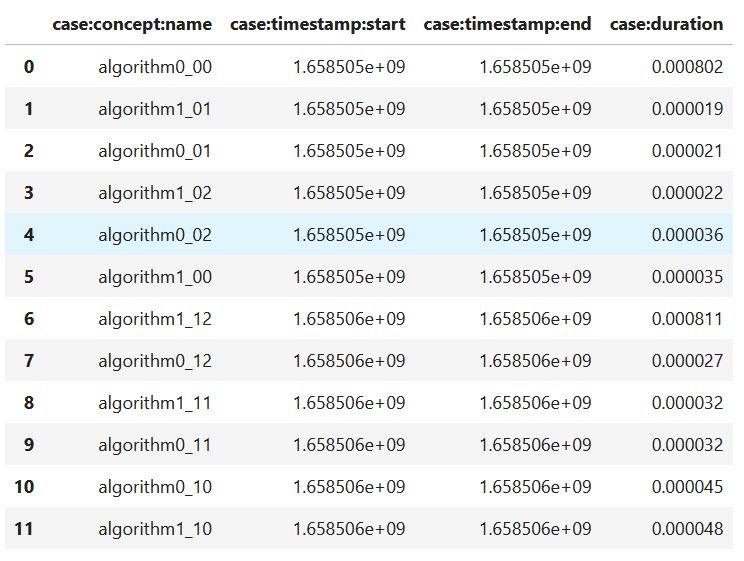 case:concept:name case:timestamp:start case:timestamp:end case:duration
0 algorithm0_00 1.658505e+09 1.658505e+09 0.000802
1 algorithm1_01 1.658505e+09 1.658505e+09 0.000019
2 algorithm0_01 1.658505e+09 1.658505e+09 0.000021
3 algorithm1_02 1.658505e+09 1.658505e+09 0.000022
4 algorithm0_02 1.658505e+09 1.658505e+09 0.000036
5 algorithm1_00 1.658505e+09 1.658505e+09 0.000035
6 algorithm1_12 1.658506e+09 1.658506e+09 0.000811
7 algorithm0_12 1.658506e+09 1.658506e+09 0.000027
8 algorithm1_11 1.658506e+09 1.658506e+09 0.000032
9 algorithm0_11 1.658506e+09 1.658506e+09 0.000032
10 algorithm0_10 1.658506e+09 1.658506e+09 0.000045
11 algorithm1_10 1.658506e+09 1.658506e+09 0.000048